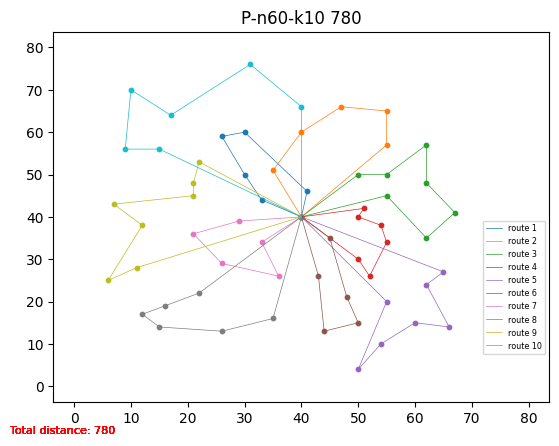 P-n60-k10 780
80
70
60
50
40
30
20
10
0
0 10 20 30 40 50 60 70 80
route 1
route 2
route 3
route 4
route 5
route 6
route 7
route 8
route 9
route 10
Total distance: 780